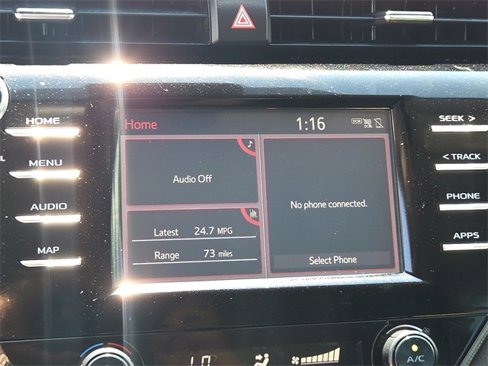 HOME
MENU
AUDIO
MAP
Home
1:16
Audio Off
Latest 24.7 MPG
Range 73 miles
No phone connected.
Select Phone
SEEK >
< TRACK
PHONE
APPS
A/C